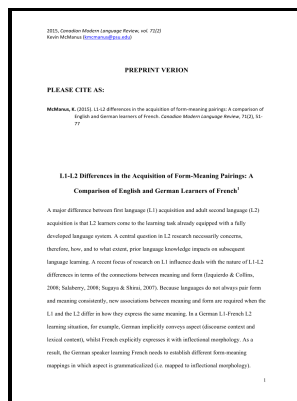 2015, Canadian Modern Language Review, vol. 71(2)
Kevin McManus (kmcmanus@psu.edu)
PREPRINT VERION
PLEASE CITE AS:
McManus, K. (2015). L1-L2 differences in the acquisition of form-meaning pairings: A comparison of
English and German learners of French. Canadian Modern Language Review, 71(2), 51-
77
L1-L2 Differences in the Acquisition of Form-Meaning Pairings: A
Comparison of English and German Learners of French1
A major difference between first language (L1) acquisition and adult second language (L2)
acquisition is that L2 learners come to the learning task already equipped with a fully
developed language system. A central question in L2 research necessarily concerns,
therefore, how, and to what extent, prior language knowledge impacts on subsequent
language learning. A recent focus of research on L1 influence deals with the nature of L1-L2
differences in terms of the connections between meaning and form (Izquierdo & Collins,
2008; Salaberry, 2008; Sugaya & Shirai, 2007). Because languages do not always pair form
and meaning consistently, new associations between meaning and form are required when the
L1 and the L2 differ in how they express the same meaning. In a German L1-French L2
learning situation, for example, German implicitly conveys aspect (discourse context and
lexical content), whilst French explicitly expresses it with inflectional morphology. As a
result, the German speaker learning French needs to establish different form-meaning
mappings in which aspect is grammaticalized (i.e. mapped to inflectional morphology).
1